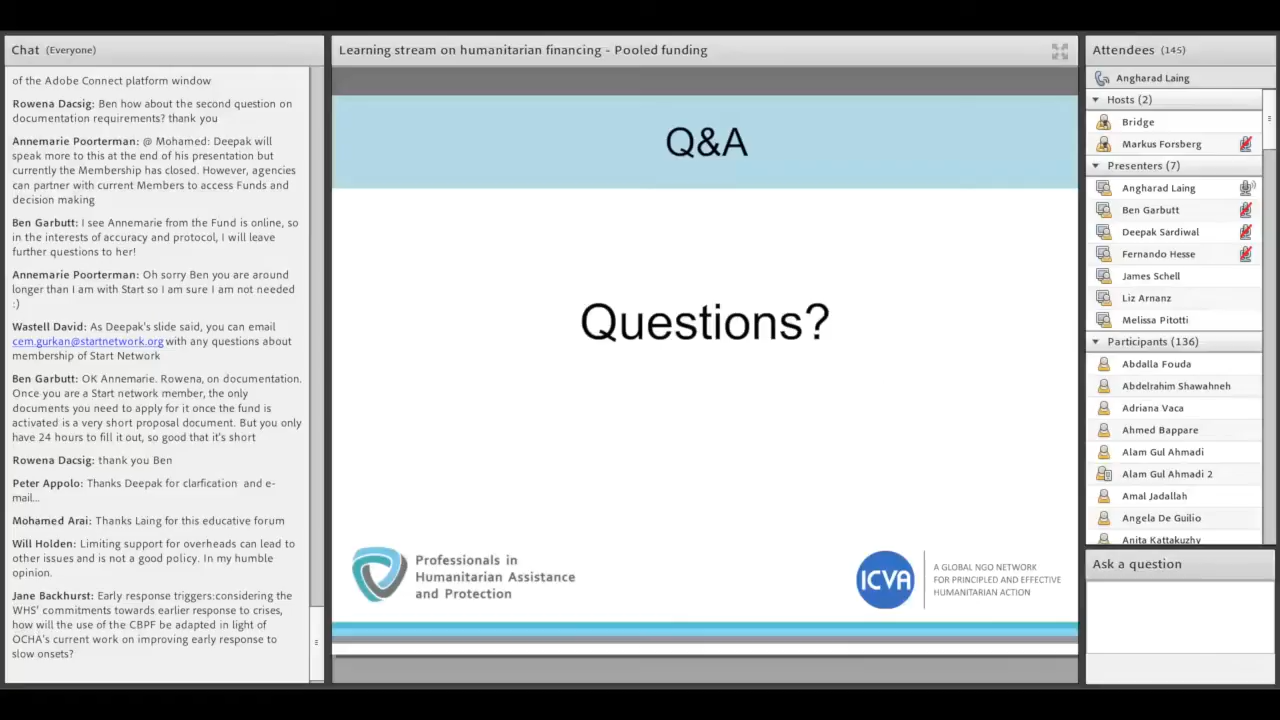 Chat (Everyone)
of the Adobe Connect platform window
Rowena Dacsig: Ben how about the second question on
documentation requirements? thank you
Annemarie Poorterman: @ Mohamed: Deepak will
speak more to this at the end of his presentation but
currently the Membership has closed. However, agencies
can partner with current Members to access Funds and
decision making
Ben Garbutt: I see Annemarie from the Fund is online, so
in the interests of accuracy and protocol, I will leave
further questions to her!
Annemarie Poorterman: Oh sorry Ben you are around
longer than I am with Start so I am sure I am not needed
:)
Wastell David: As Deepak's slide said, you can email
cem.gurkan@startnetwork.org with any questions about
membership of Start Network
Ben Garbutt: OK Annemarie. Rowena, on documentation.
Once you are a Start network member, the only
documents you need to apply for it once the fund is
activated is a very short proposal document. But you only
have 24 hours to fill it out, so good that it's short
Rowena Dacsig: thank you Ben
Peter Appolo: Thanks Deepak for clarfication and e-
mail...
Mohamed Arai: Thanks Laing for this educative forum
Will Holden: Limiting support for overheads can lead to
other issues and is not a good policy. In my humble
opinion.
Jane Backhurst: Early response triggers:considering the
WHS' commitments towards earlier response to crises,
how will the use of the CBPF be adapted in light of
OCHA's current work on improving early response to
slow onsets?
Learning stream on humanitarian financing - Pooled funding
Q&A
Questions?
Professionals in
Humanitarian Assistance
and Protection
ICVA
A GLOBAL NGO NETWORK
FOR PRINCIPLED AND EFFECTIVE
HUMANITARIAN ACTION
Attendees (145)
Angharad Laing
Hosts (2)
Bridge
Markus Forsberg
Presenters (7)
Angharad Laing
Ben Garbutt
Deepak Sardiwal
Fernando Hesse
James Schell
Liz Arnanz
Melissa Pitotti
Participants (136)
Abdalla Fouda
Abdelrahim Shawahneh
Adriana Vaca
Ahmed Bappare
Alam Gul Ahmadi
Alam Gul Ahmadi 2
Amal Jadallah
Angela De Guilio
Anita Kattakuzhy
Ask a question